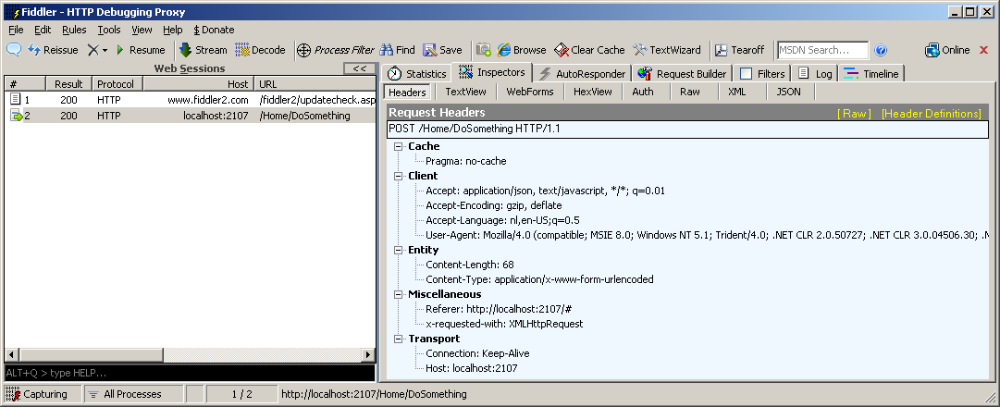 Fiddler - HTTP Debugging Proxy
File Edit Rules Tools View Help $ Donate
Reissue Resume Stream Decode Process Filter Find Save Browse Clear Cache TextWizard Tearoff MSDN Search... Online
Web Sessions <<
# Result Protocol Host URL
1 200 HTTP www.fiddler2.com /fiddler2/updatecheck.asp
2 200 HTTP localhost:2107 /Home/DoSomething
ALT+Q > type HELP...
Statistics Inspectors AutoResponder Request Builder Filters Log Timeline
Headers TextView WebForms HexView Auth Raw XML JSON
Request Headers [ Raw ] [Header Definitions]
POST /Home/DoSomething HTTP/1.1
Cache
Pragma: no-cache
Client
Accept: application/json, text/javascript, */*; q=0.01
Accept-Encoding: gzip, deflate
Accept-Language: nl,en-US;q=0.5
User-Agent: Mozilla/4.0 (compatible; MSIE 8.0; Windows NT 5.1; Trident/4.0; .NET CLR 2.0.50727; .NET CLR 3.0.04506.30; .N
Entity
Content-Length: 68
Content-Type: application/x-www-form-urlencoded
Miscellaneous
Referer: http://localhost:2107/#
x-requested-with: XMLHttpRequest
Transport
Connection: Keep-Alive
Host: localhost:2107
Capturing All Processes 1 / 2 http://localhost:2107/Home/DoSomething